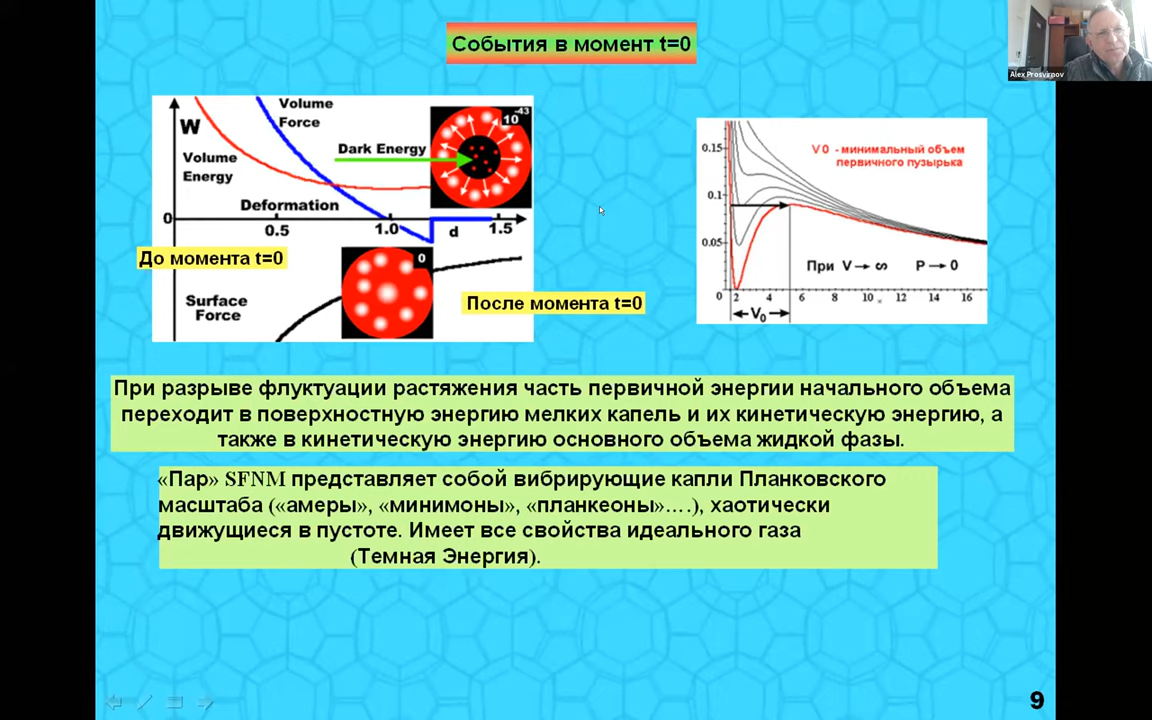 События в момент t=0
Alex Prosvirnov
Volume
Force
W
10 -43
Dark Energy
Volume
Energy
Deformation
0
0.5
1.0
d
1.5
До момента t=0
0
После момента t=0
Surface
Force
0.15
V0 - минимальный объем
первичного пузырька
0.1
0.05
При V → ∞ P → 0
0 2 4 6 8 10 12 14 16
V0
При разрыве флуктуации растяжения часть первичной энергии начального объема
переходит в поверхностную энергию мелких капель и их кинетическую энергию, а
также в кинетическую энергию основного объема жидкой фазы.
«Пар» SFNM представляет собой вибрирующие капли Планковского
масштаба («амеры», «минимоны», «планкеоны»….), хаотически
движущиеся в пустоте. Имеет все свойства идеального газа
(Темная Энергия).
9